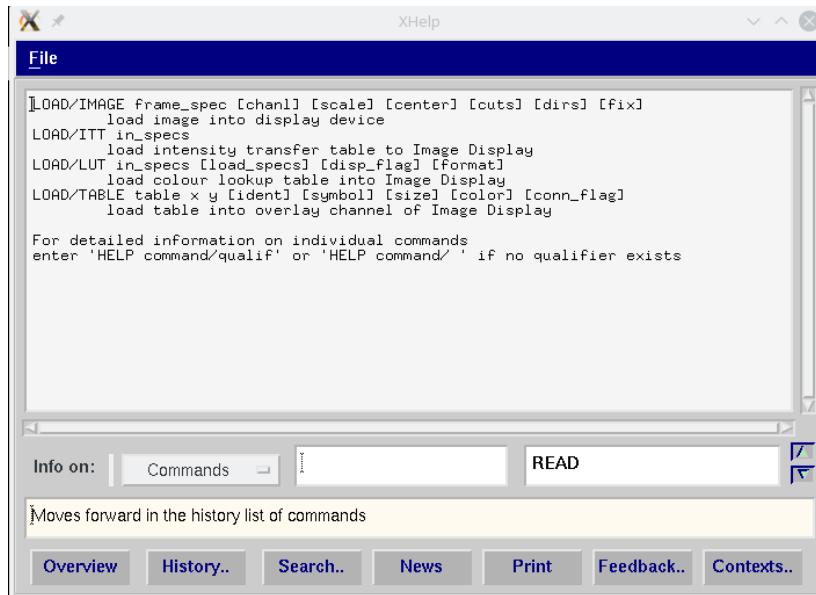 XHelp
File
LOAD/IMAGE frame_spec [chanl] [scale] [center] [cuts] [dirs] [fix]
load image into display device
LOAD/ITT in_specs
load intensity transfer table to Image Display
LOAD/LUT in_specs [load_specs] [disp_flag] [format]
load colour lookup table into Image Display
LOAD/TABLE table x y [ident] [symbol] [size] [color] [conn_flag]
load table into overlay channel of Image Display
For detailed information on individual commands
enter 'HELP command/qualif' or 'HELP command/ ' if no qualifier exists
Info on: Commands READ
Moves forward in the history list of commands
Overview History.. Search.. News Print Feedback.. Contexts..